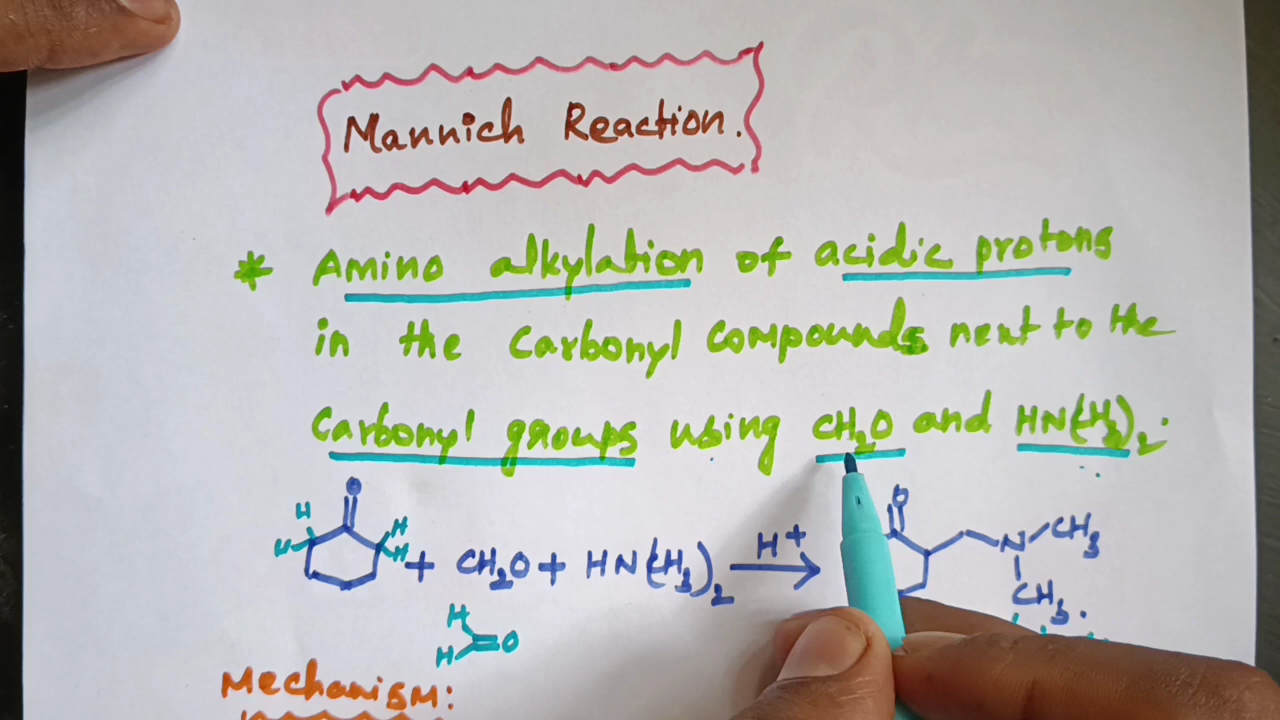 Mannich Reaction.
* Amino alkylation of acidic protons
in the carbonyl compounds next to the
Carbonyl groups using CH₂O and HN(CH₃)₂.
O
H H H H + CH₂O + HN(CH₃)₂ H+ → O N CH₃
CH₃.
H
H O
Mechanism: